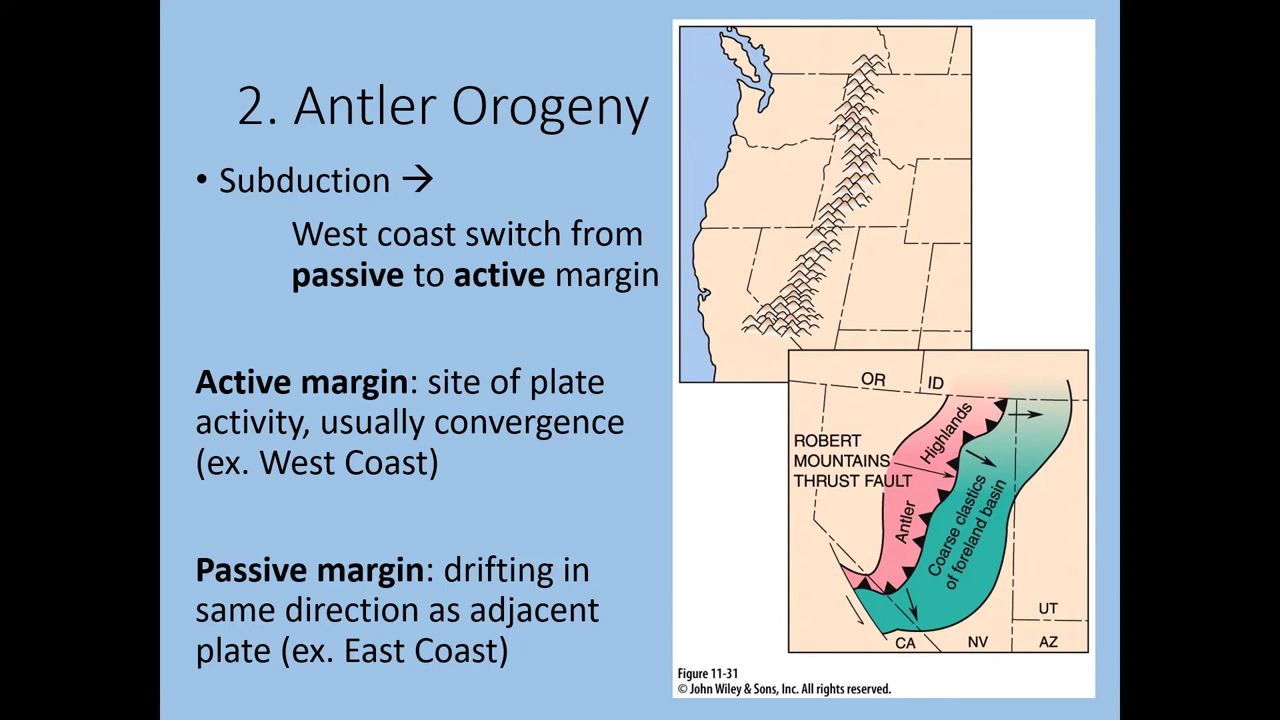 2. Antler Orogeny
• Subduction →
West coast switch from
passive to active margin
Active margin: site of plate
activity, usually convergence
(ex. West Coast)
Passive margin: drifting in
same direction as adjacent
plate (ex. East Coast)
OR
ID
ROBERT
MOUNTAINS
THRUST FAULT
Highlands
Antler
Coarse clastics
of foreland basin
UT
CA
NV
AZ
Figure 11-31
© John Wiley & Sons, Inc. All rights reserved.